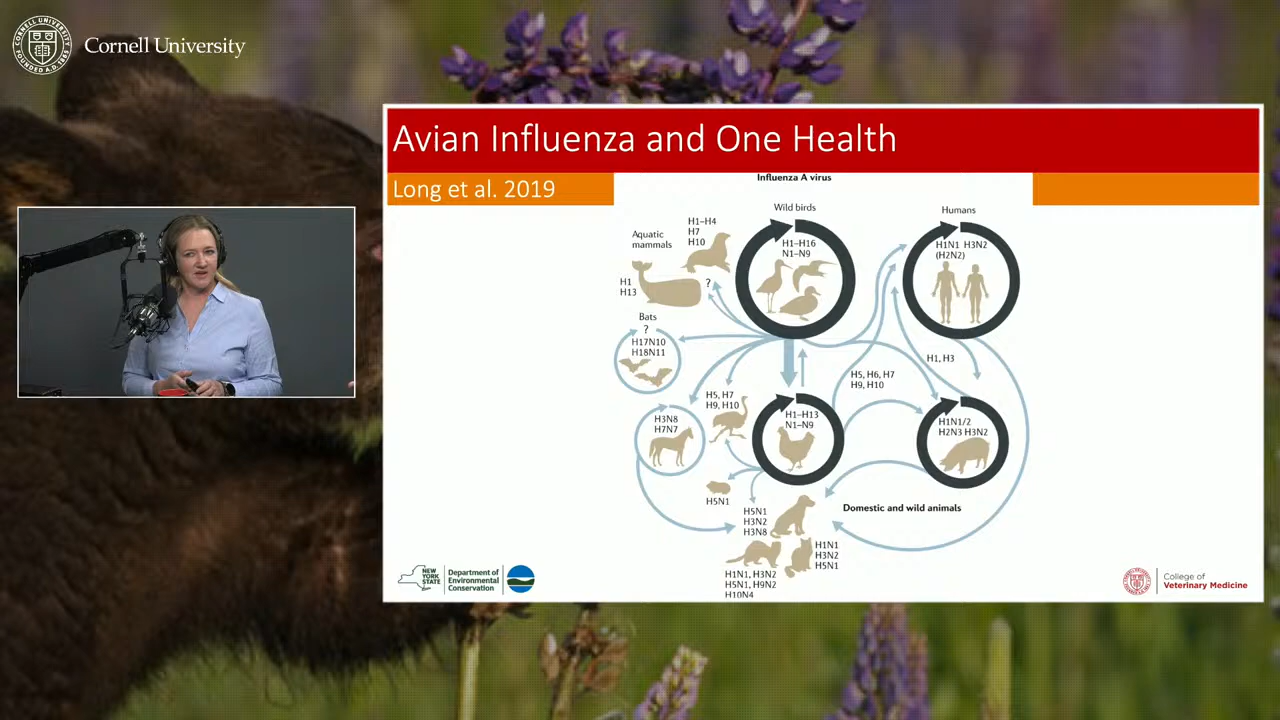 Cornell University
CORNELL UNIVERSITY
FOUNDED A.D. 1865
Avian Influenza and One Health
Long et al. 2019
Influenza A virus
Wild birds
H1–H16
N1–N9
Humans
H1N1 H3N2
(H2N2)
Aquatic
mammals
H1–H4
H7
H10
H1
H13
?
Bats
?
H17N10
H18N11
H5, H7
H9, H10
H5, H6, H7
H9, H10
H1, H3
H3N8
H7N7
H1–H13
N1–N9
H1N1/2
H2N3 H3N2
H5N1
H5N1
H3N2
H3N8
Domestic and wild animals
H1N1
H3N2
H5N1
H1N1, H3N2
H5N1, H9N2
H10N4
NEW
YORK
STATE
Department of
Environmental
Conservation
College of
Veterinary Medicine